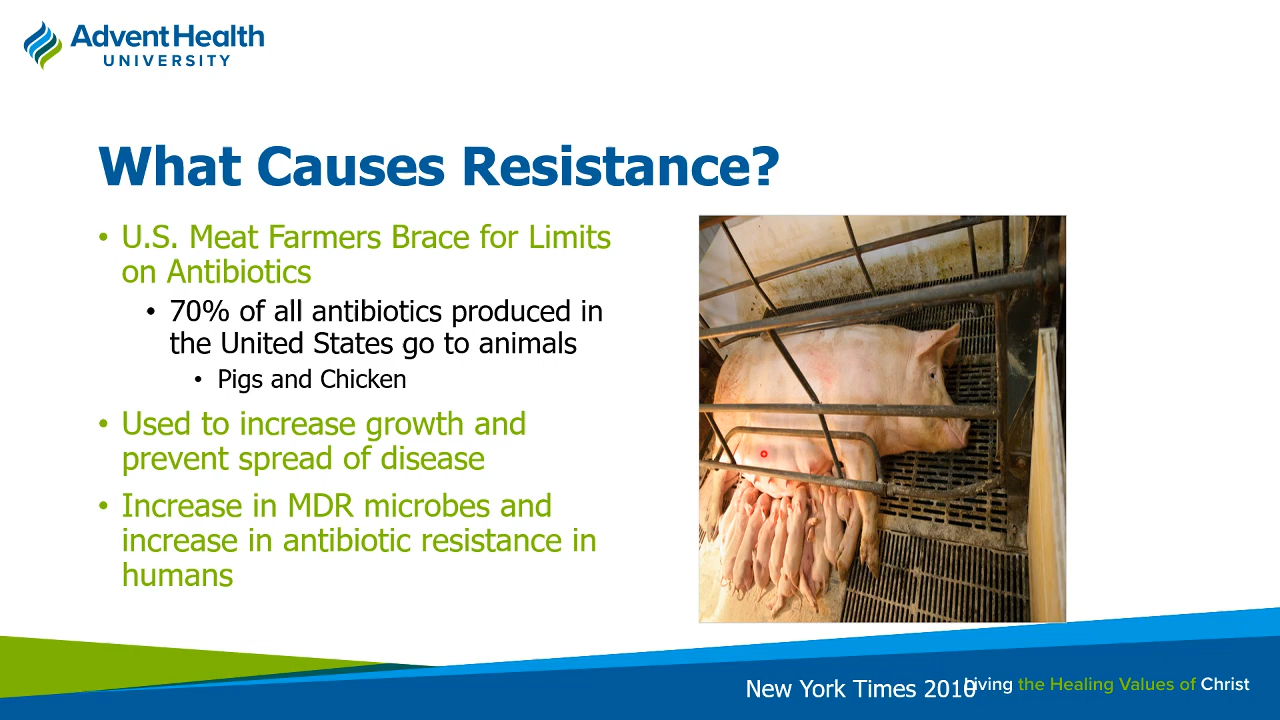 AdventHealth
UNIVERSITY
What Causes Resistance?
• U.S. Meat Farmers Brace for Limits
on Antibiotics
• 70% of all antibiotics produced in
the United States go to animals
• Pigs and Chicken
• Used to increase growth and
prevent spread of disease
• Increase in MDR microbes and
increase in antibiotic resistance in
humans
New York Times 2010
Living the Healing Values of Christ